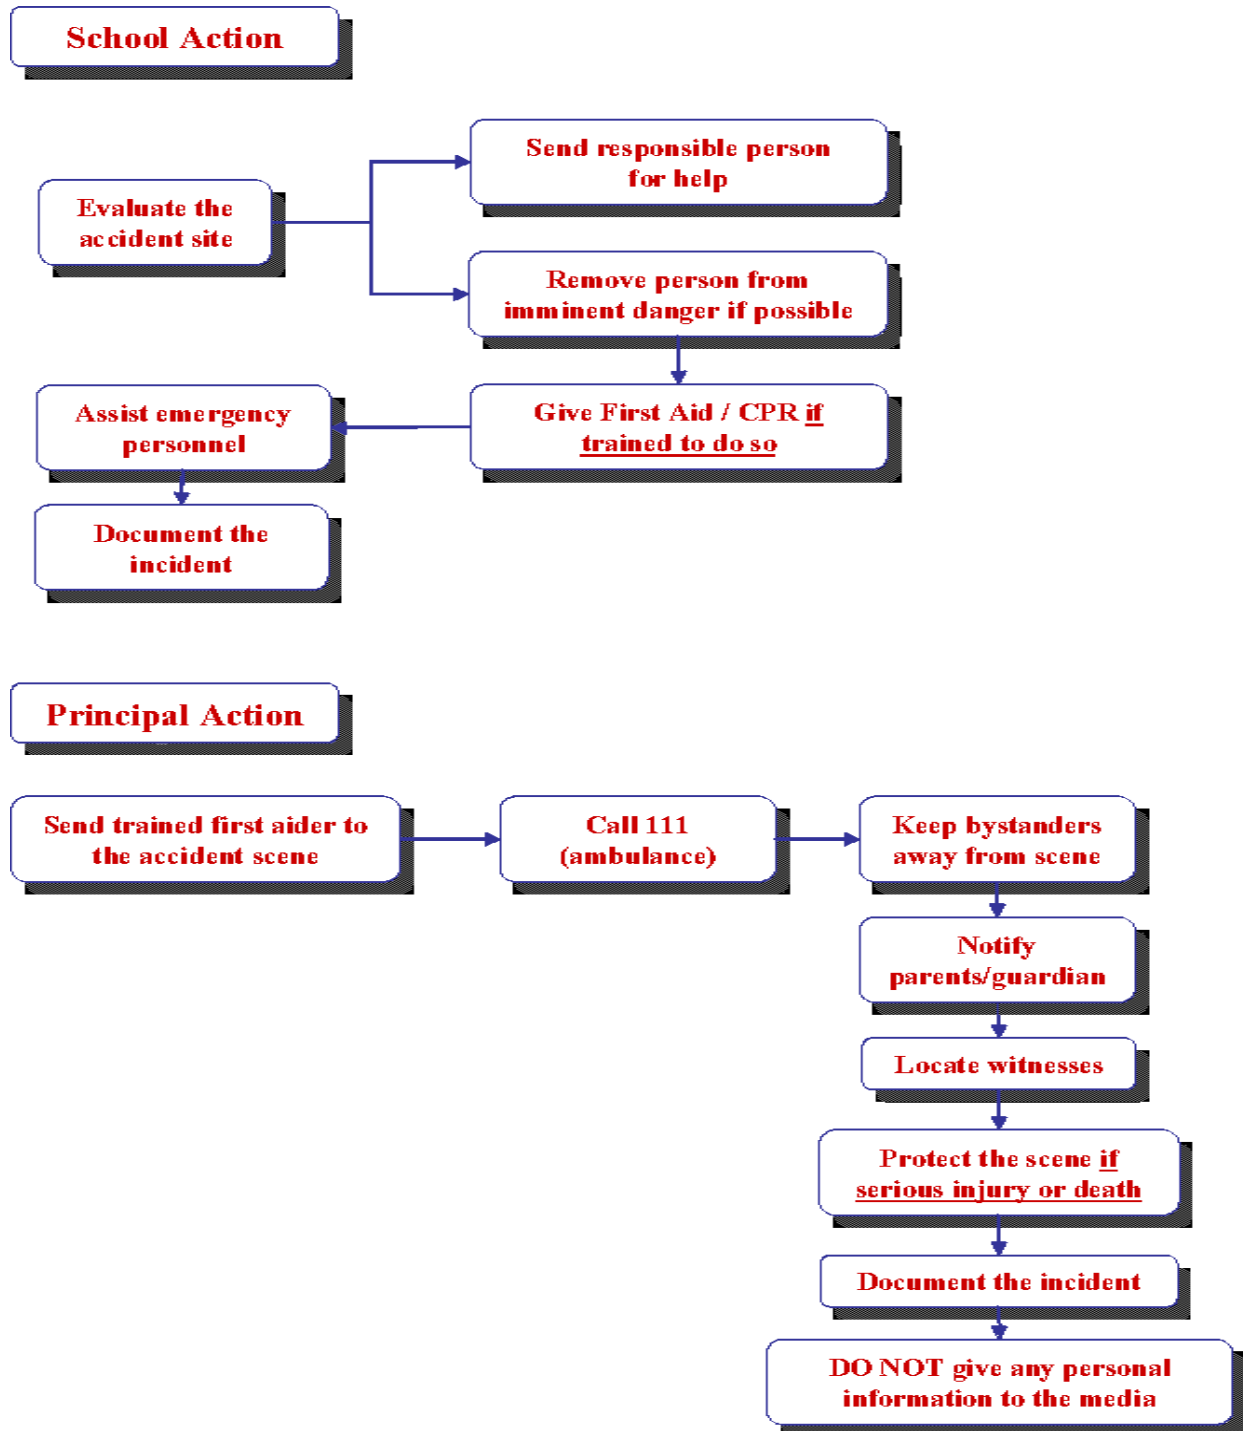 School Action
Send responsible person
for help
Evaluate the
accident site
Remove person from
imminent danger if possible
Give First Aid / CPR if
trained to do so
Assist emergency
personnel
Document the
incident
Principal Action
Send trained first aider to
the accident scene
Call 111
(ambulance)
Keep bystanders
away from scene
Notify
parents/guardian
Locate witnesses
Protect the scene if
serious injury or death
Document the incident
DO NOT give any personal
information to the media